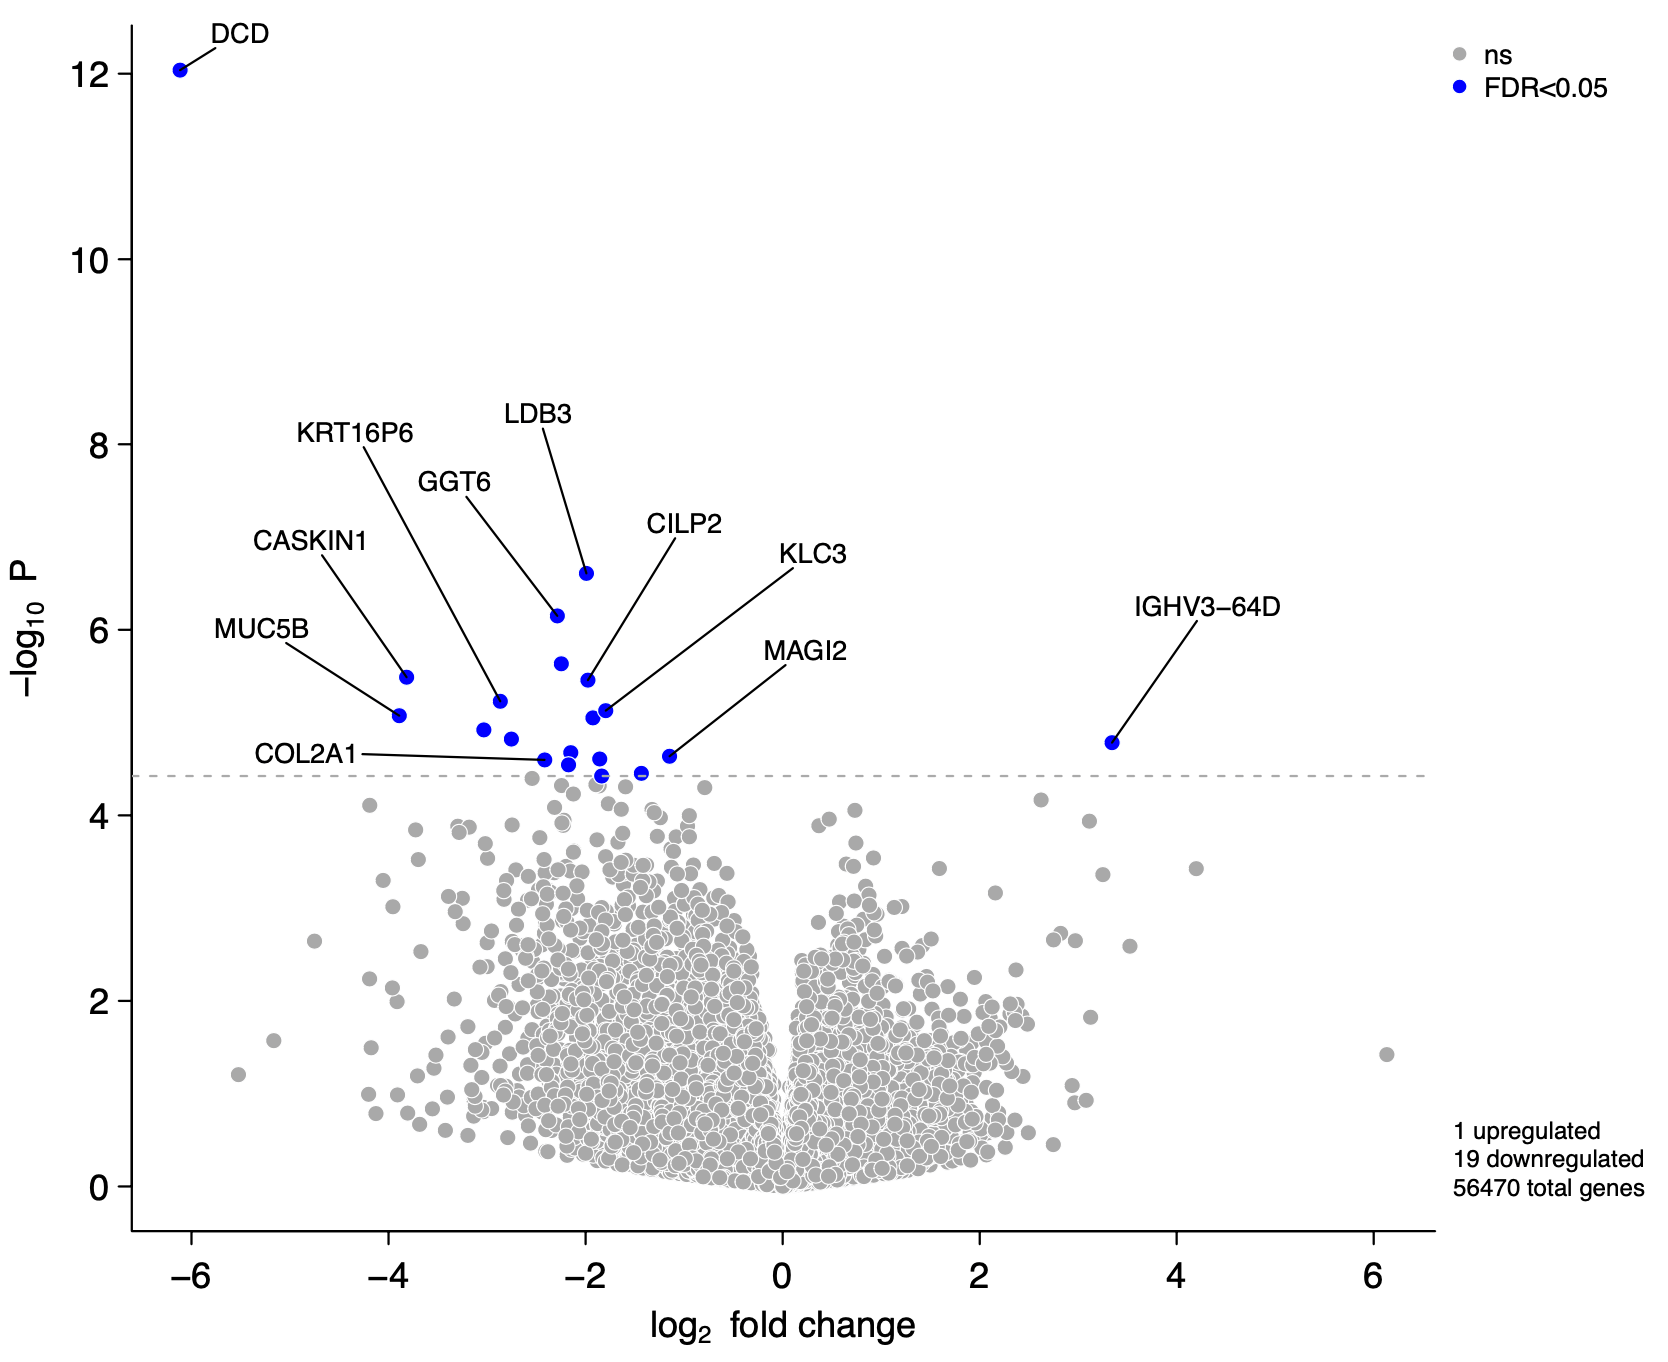 DCD
ns
FDR<0.05
12
10
8
6
4
2
0
−log10 P
LDB3
KRT16P6
GGT6
CILP2
CASKIN1
KLC3
IGHV3−64D
MUC5B
MAGI2
COL2A1
1 upregulated
19 downregulated
56470 total genes
−6
−4
−2
0
2
4
6
log2 fold change